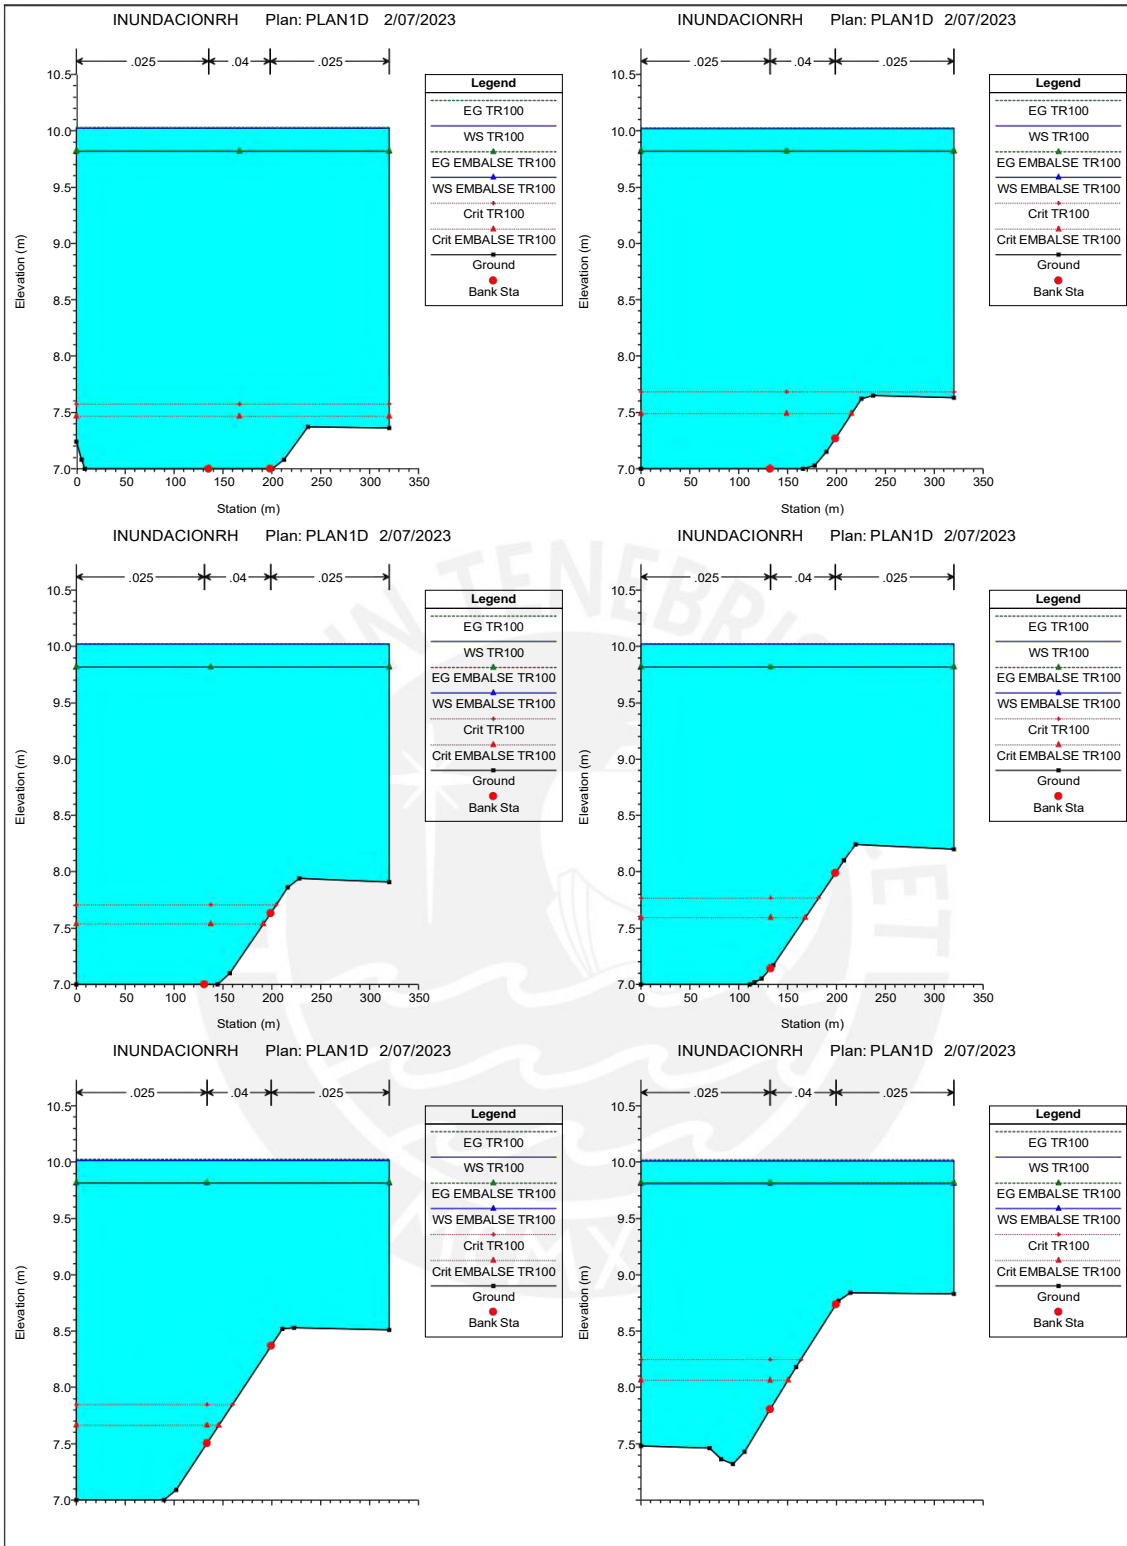 INUNDACIONRH Plan: PLAN1D 2/07/2023
.025 .04 .025
10.5
10.0
9.5
9.0
8.5
8.0
7.5
7.0
Elevation (m)
0 50 100 150 200 250 300 350
Station (m)
Legend
EG TR100
WS TR100
EG EMBALSE TR100
WS EMBALSE TR100
Crit TR100
Crit EMBALSE TR100
Ground
Bank Sta
INUNDACIONRH Plan: PLAN1D 2/07/2023
.025 .04 .025
10.5
10.0
9.5
9.0
8.5
8.0
7.5
7.0
Elevation (m)
0 50 100 150 200 250 300 350
Station (m)
Legend
EG TR100
WS TR100
EG EMBALSE TR100
WS EMBALSE TR100
Crit TR100
Crit EMBALSE TR100
Ground
Bank Sta
INUNDACIONRH Plan: PLAN1D 2/07/2023
.025 .04 .025
10.5
10.0
9.5
9.0
8.5
8.0
7.5
7.0
Elevation (m)
0 50 100 150 200 250 300 350
Station (m)
Legend
EG TR100
WS TR100
EG EMBALSE TR100
WS EMBALSE TR100
Crit TR100
Crit EMBALSE TR100
Ground
Bank Sta
INUNDACIONRH Plan: PLAN1D 2/07/2023
.025 .04 .025
10.5
10.0
9.5
9.0
8.5
8.0
7.5
7.0
Elevation (m)
0 50 100 150 200 250 300 350
Station (m)
Legend
EG TR100
WS TR100
EG EMBALSE TR100
WS EMBALSE TR100
Crit TR100
Crit EMBALSE TR100
Ground
Bank Sta
INUNDACIONRH Plan: PLAN1D 2/07/2023
.025 .04 .025
10.5
10.0
9.5
9.0
8.5
8.0
7.5
7.0
Elevation (m)
Legend
EG TR100
WS TR100
EG EMBALSE TR100
WS EMBALSE TR100
Crit TR100
Crit EMBALSE TR100
Ground
Bank Sta
INUNDACIONRH Plan: PLAN1D 2/07/2023
.025 .04 .025
10.5
10.0
9.5
9.0
8.5
8.0
7.5
Elevation (m)
Legend
EG TR100
WS TR100
EG EMBALSE TR100
WS EMBALSE TR100
Crit TR100
Crit EMBALSE TR100
Ground
Bank Sta